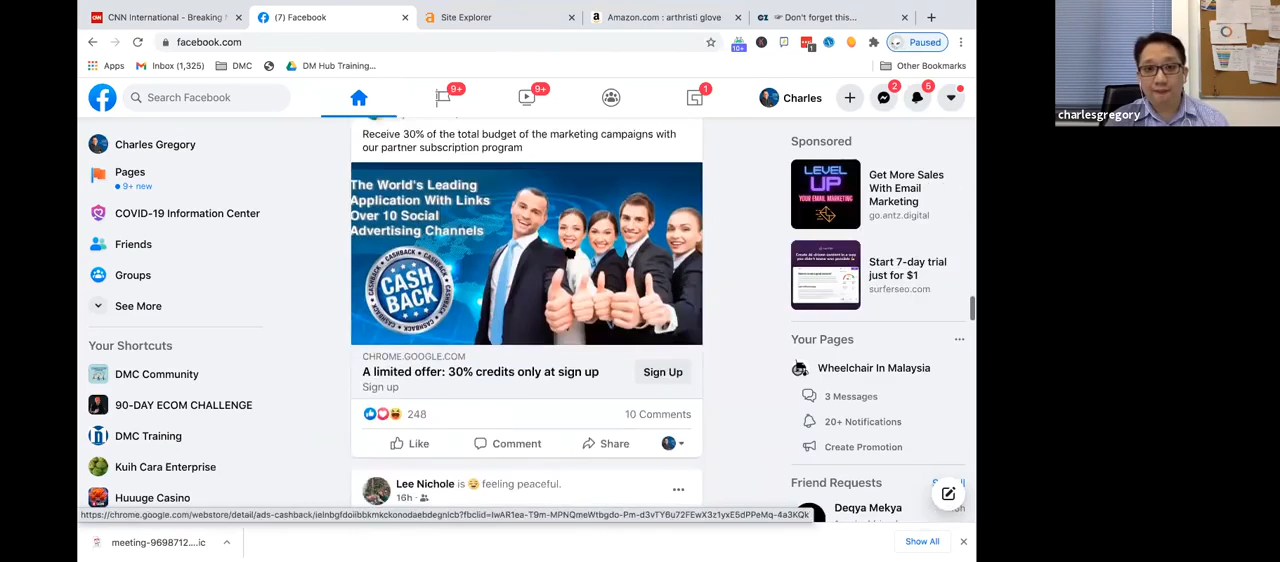 CNN International - Breaking
(7) Facebook
Site Explorer
Amazon.com : arthristi glove
Don't forget this...
facebook.com
10+
1
Paused
Apps
Inbox (1,325)
DMC
DM Hub Training...
Other Bookmarks
Search Facebook
9+
9+
1
Charles
2
5
charlesgregory
Charles Gregory
Pages
9+ new
COVID-19 Information Center
Friends
Groups
See More
Your Shortcuts
DMC Community
90-DAY ECOM CHALLENGE
DMC Training
Kuih Cara Enterprise
Huuuge Casino
Receive 30% of the total budget of the marketing campaigns with
our partner subscription program
The World's Leading
Application With Links
Over 10 Social
Advertising Channels
CASHBACK
CASH
BACK
CASHBACK
CHROME.GOOGLE.COM
A limited offer: 30% credits only at sign up
Sign up
Sign Up
248
10 Comments
Like
Comment
Share
Lee Nichole is feeling peaceful.
16h
Sponsored
LEVEL
UP
YOUR EMAIL MARKETING
Get More Sales
With Email
Marketing
go.antz.digital
Start 7-day trial
just for $1
surferseo.com
Your Pages
Wheelchair In Malaysia
3 Messages
20+ Notifications
Create Promotion
Friend Requests
Deqya Mekya
meeting-9698712....ic
Show All